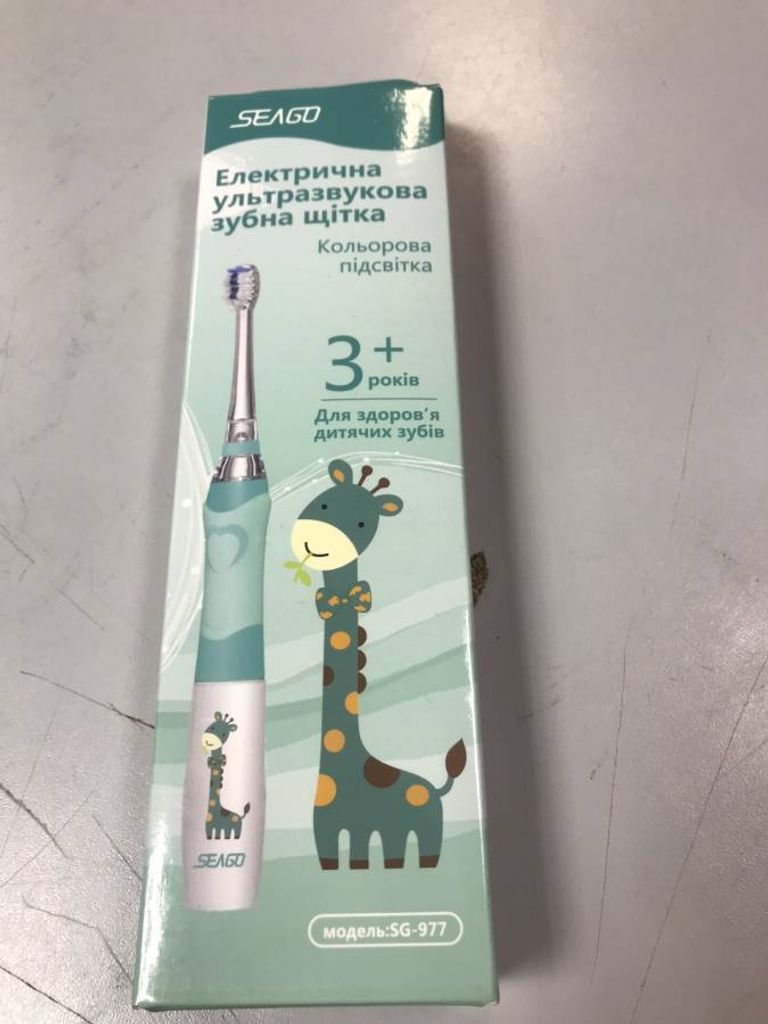 SEAGO
Електрична
ультразвукова
зубна щітка
Кольорова
підсвітка
3+
років
Для здоров'я
дитячих зубів
SEAGO
модель:SG-977